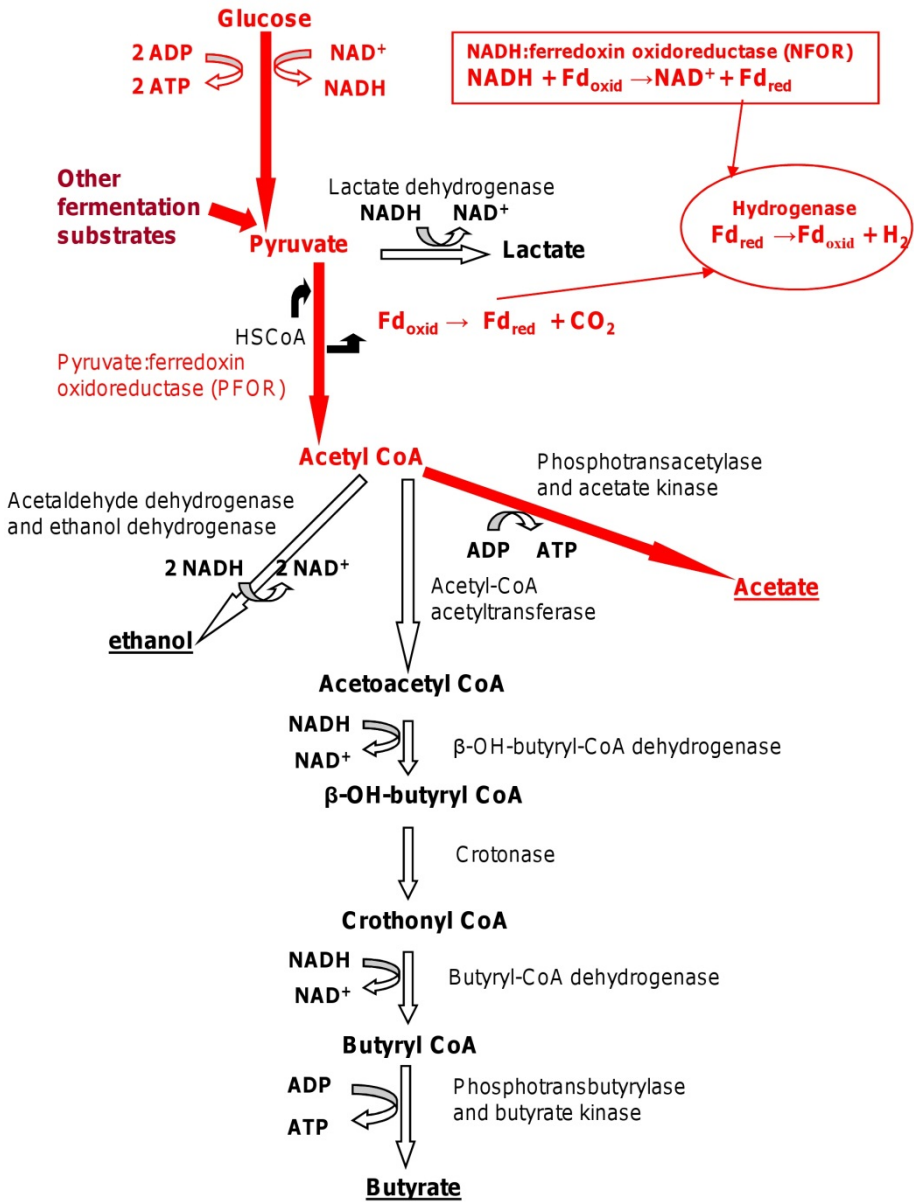 Glucose
2 ADP
NAD⁺
2 ATP
NADH
NADH:ferredoxin oxidoreductase (NFOR)
NADH + Fdoxid →NAD⁺ + Fdred
Other
fermentation
substrates
Lactate dehydrogenase
NADH NAD⁺
Pyruvate
Lactate
Hydrogenase
Fdred →Fdoxid + H₂
HSCoA
Fdoxid → Fdred + CO₂
Pyruvate:ferredoxin
oxidoreductase (PFOR)
Acetyl CoA
Phosphotransacetylase
and acetate kinase
Acetaldehyde dehydrogenase
and ethanol dehydrogenase
2 NADH 2 NAD⁺
ADP ATP
Acetyl-CoA
acetyltransferase
Acetate
ethanol
Acetoacetyl CoA
NADH
NAD⁺
β-OH-butyryl-CoA dehydrogenase
β-OH-butyryl CoA
Crotonase
Crothonyl CoA
NADH
NAD⁺
Butyryl-CoA dehydrogenase
Butyryl CoA
ADP
ATP
Phosphotransbutyrylase
and butyrate kinase
Butyrate